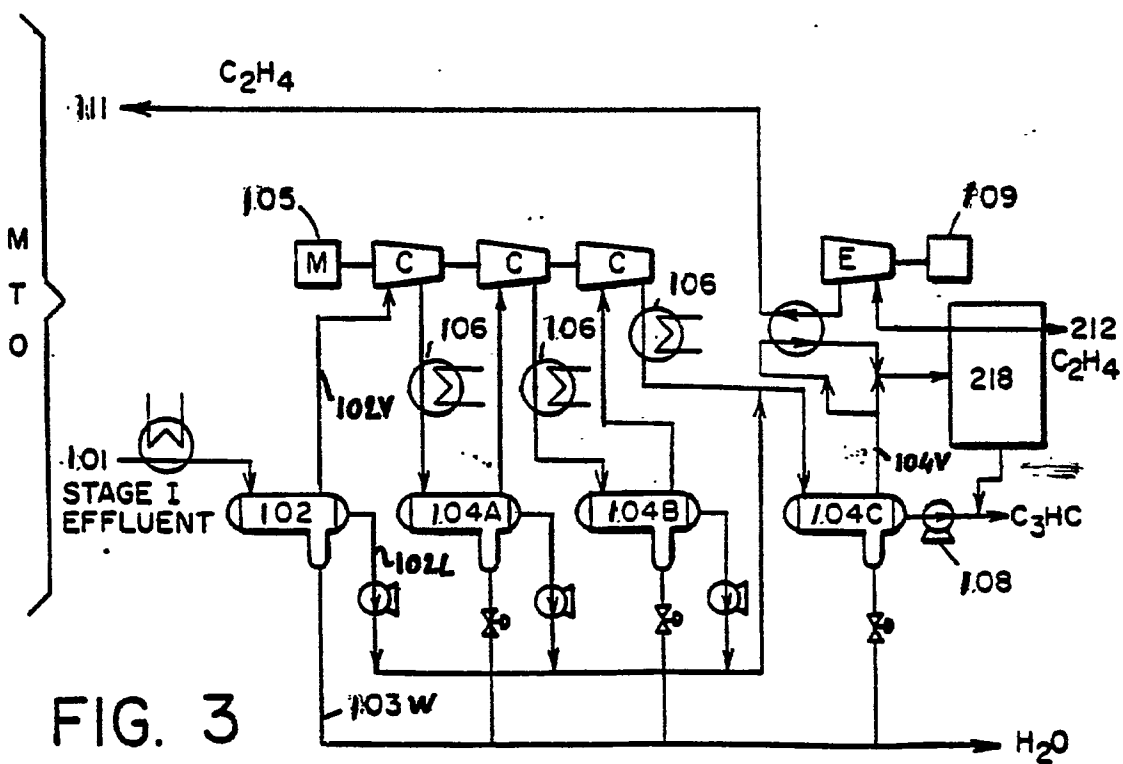 C2H4
111
105
109
M
C
C
C
E
M
T
O
106
106
106
212
C2H4
218
102V
101
STAGE I
EFFLUENT
104V
102
104A
104B
104C
C3HC
102L
108
103W
FIG. 3
H2O